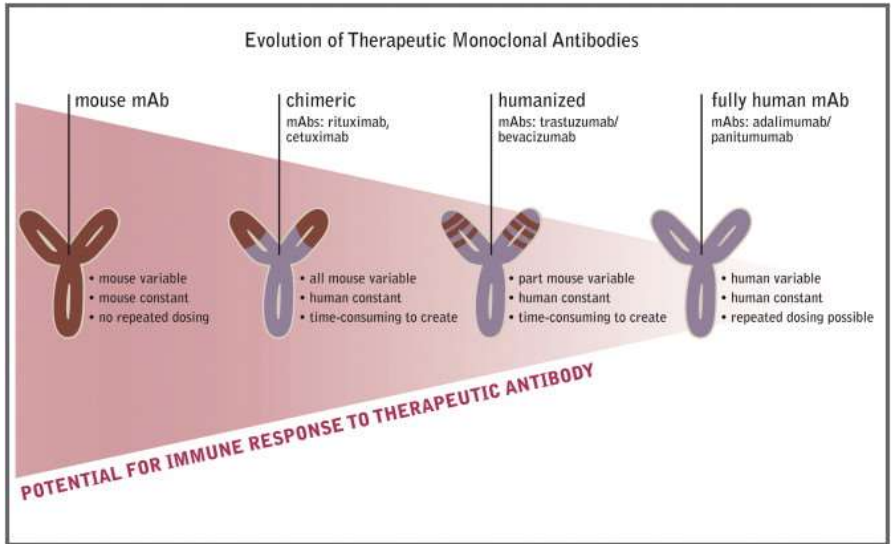 Evolution of Therapeutic Monoclonal Antibodies
mouse mAb
chimeric
mAbs: rituximab,
cetuximab
humanized
mAbs: trastuzumab/
bevacizumab
fully human mAb
mAbs: adalimumab/
panitumumab
• mouse variable
• mouse constant
• no repeated dosing
• all mouse variable
• human constant
• time-consuming to create
• part mouse variable
• human constant
• time-consuming to create
• human variable
• human constant
• repeated dosing possible
POTENTIAL FOR IMMUNE RESPONSE TO THERAPEUTIC ANTIBODY